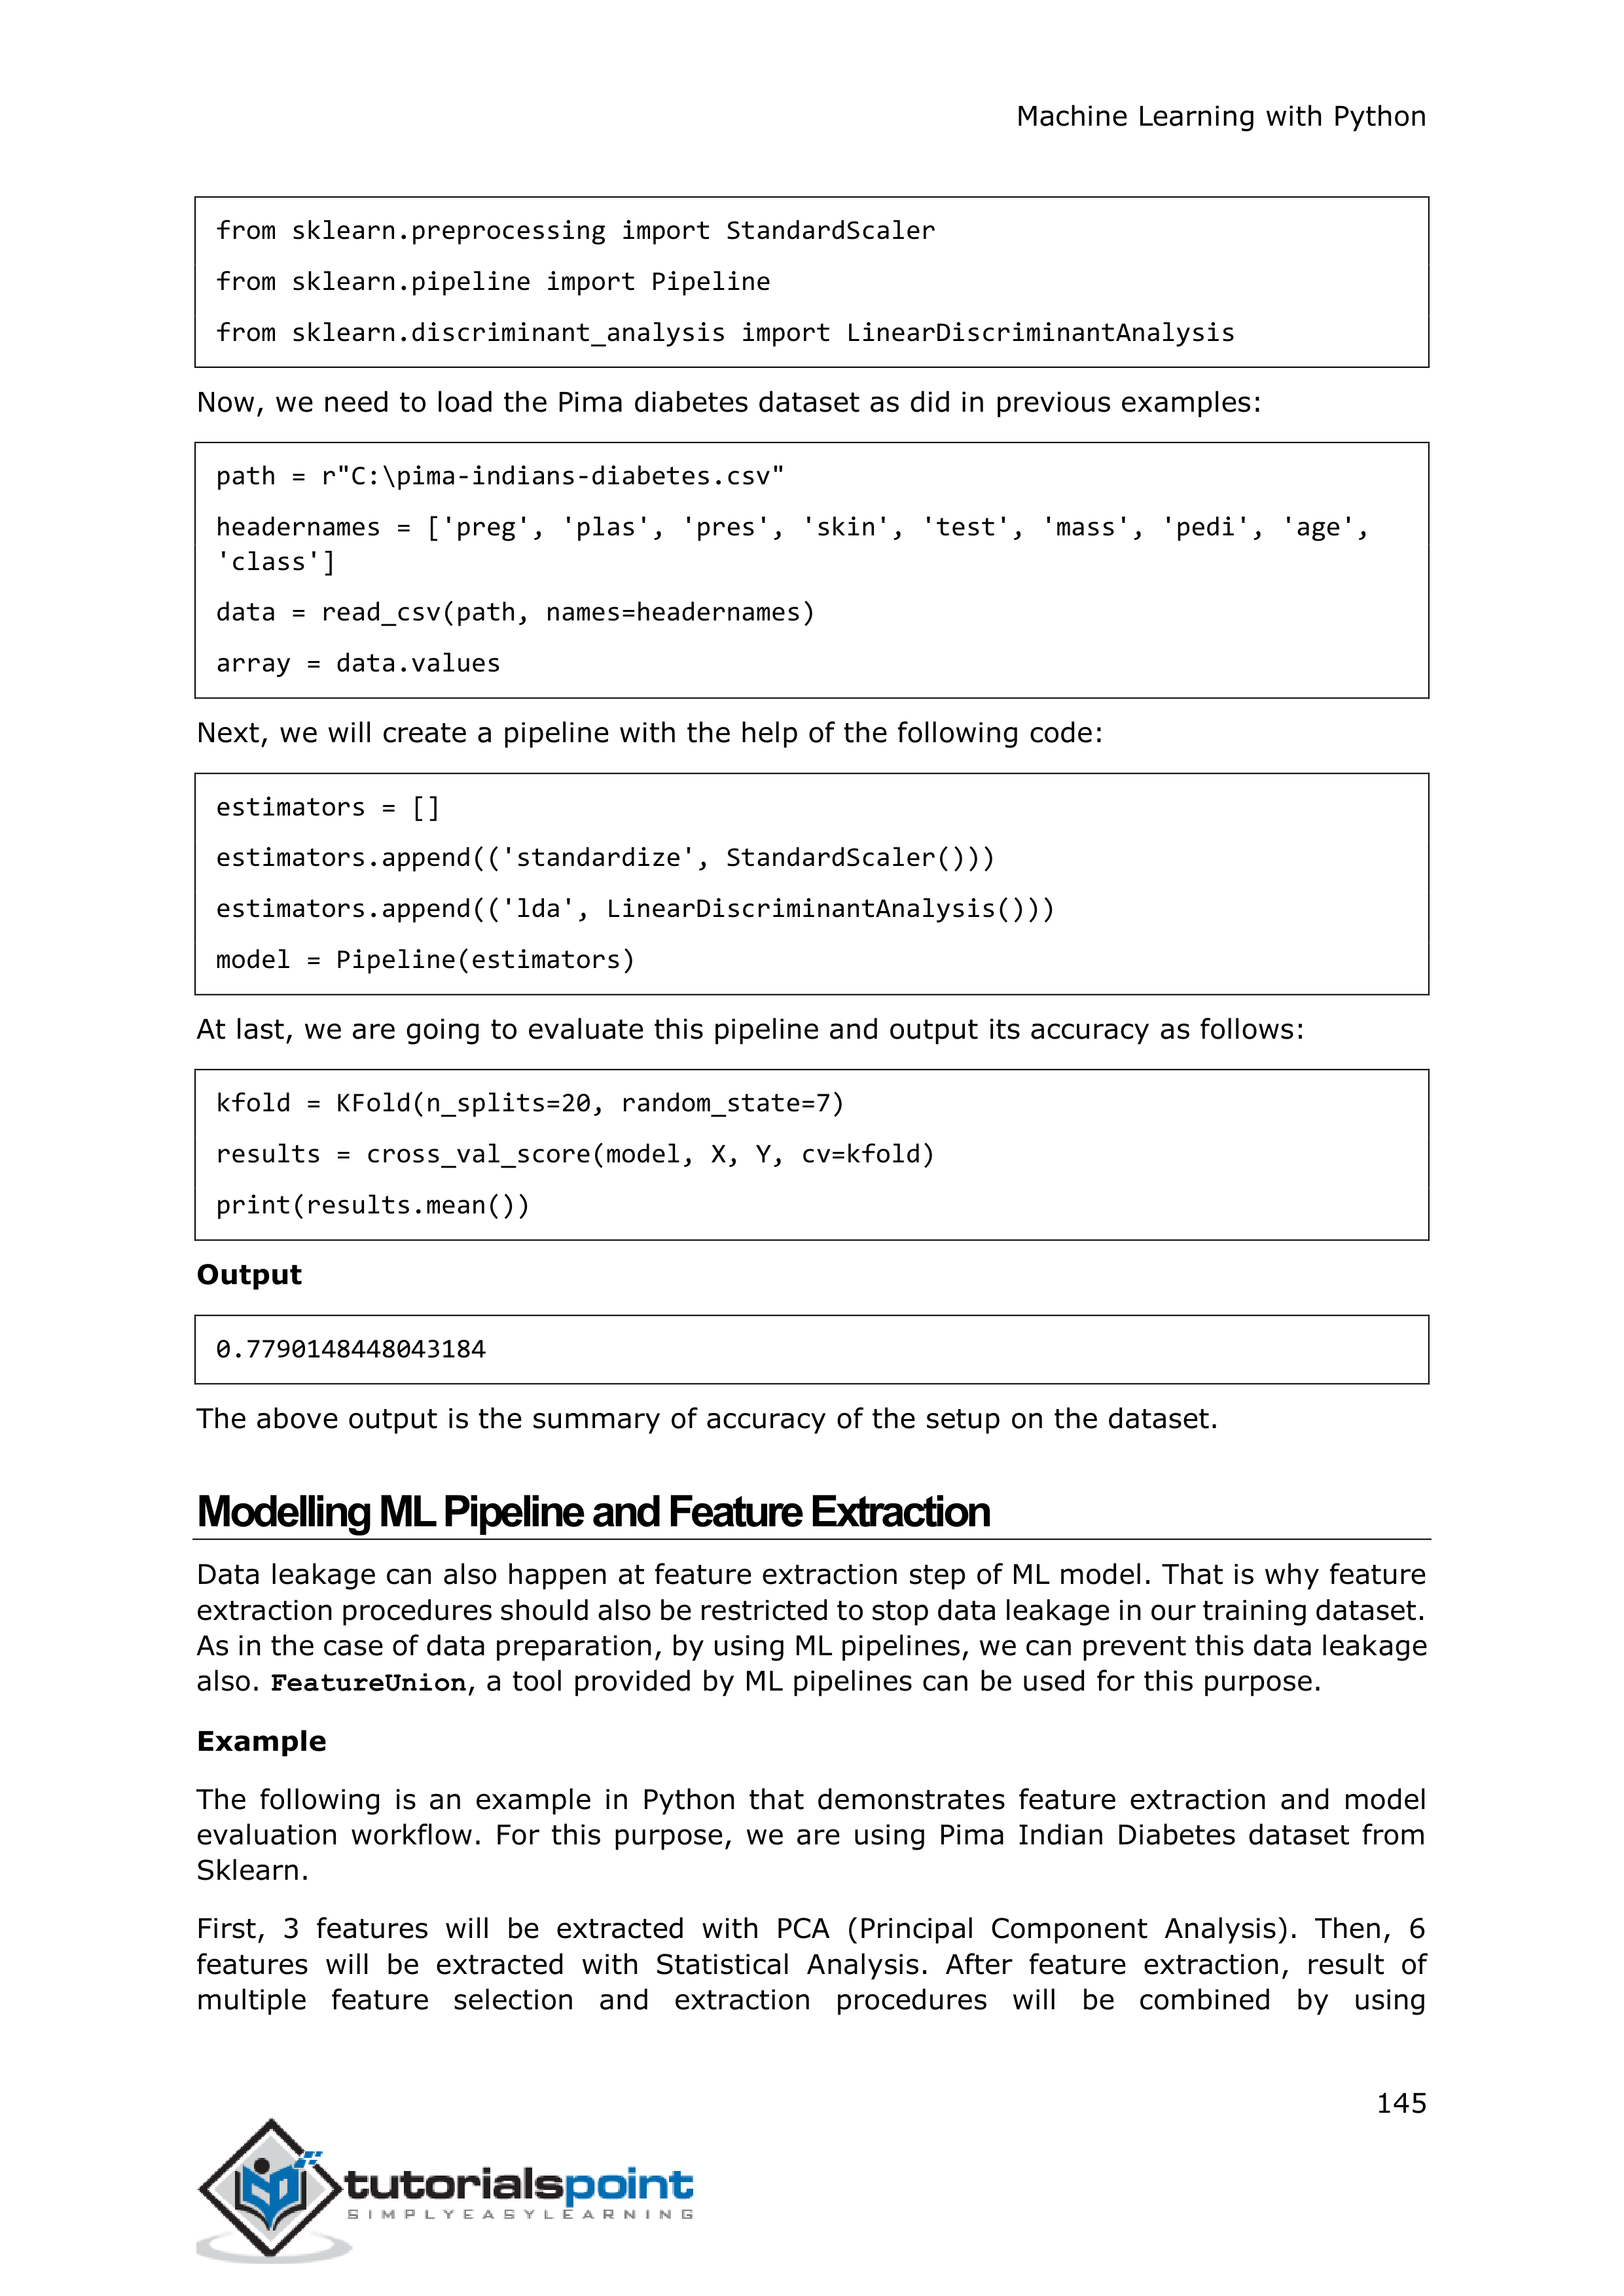 Machine Learning with Python
from sklearn.preprocessing import StandardScaler
from sklearn.pipeline import Pipeline
from sklearn.discriminant_analysis import LinearDiscriminantAnalysis
Now, we need to load the Pima diabetes dataset as did in previous examples:
path = r"C:\pima-indians-diabetes.csv"
headernames = ['preg', 'plas', 'pres', 'skin', 'test', 'mass', 'pedi', 'age',
'class']
data = read_csv(path, names=headernames)
array = data.values
Next, we will create a pipeline with the help of the following code:
estimators = []
estimators.append(('standardize', StandardScaler()))
estimators.append(('lda', LinearDiscriminantAnalysis()))
model = Pipeline(estimators)
At last, we are going to evaluate this pipeline and output its accuracy as follows:
kfold = KFold(n_splits=20, random_state=7)
results = cross_val_score(model, X, Y, cv=kfold)
print(results.mean())
Output
0.7790148448043184
The above output is the summary of accuracy of the setup on the dataset.
Modelling ML Pipeline and Feature Extraction
Data leakage can also happen at feature extraction step of ML model. That is why feature
extraction procedures should also be restricted to stop data leakage in our training dataset.
As in the case of data preparation, by using ML pipelines, we can prevent this data leakage
also. FeatureUnion, a tool provided by ML pipelines can be used for this purpose.
Example
The following is an example in Python that demonstrates feature extraction and model
evaluation workflow. For this purpose, we are using Pima Indian Diabetes dataset from
Sklearn.
First, 3 features will be extracted with PCA (Principal Component Analysis). Then, 6
features will be extracted with Statistical Analysis. After feature extraction, result of
multiple feature selection and extraction procedures will be combined by using
145
tutorialspoint
SIMPLYEASYLEARNING